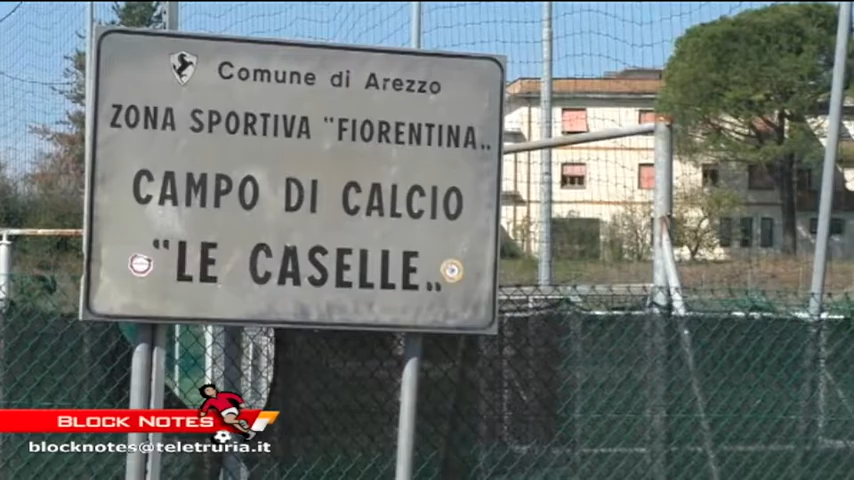 Comune di Arezzo
ZONA SPORTIVA "FIORENTINA„
CAMPO DI CALCIO
"LE CASELLE„
BLOCK NOTES
blocknotes@teletruria.it